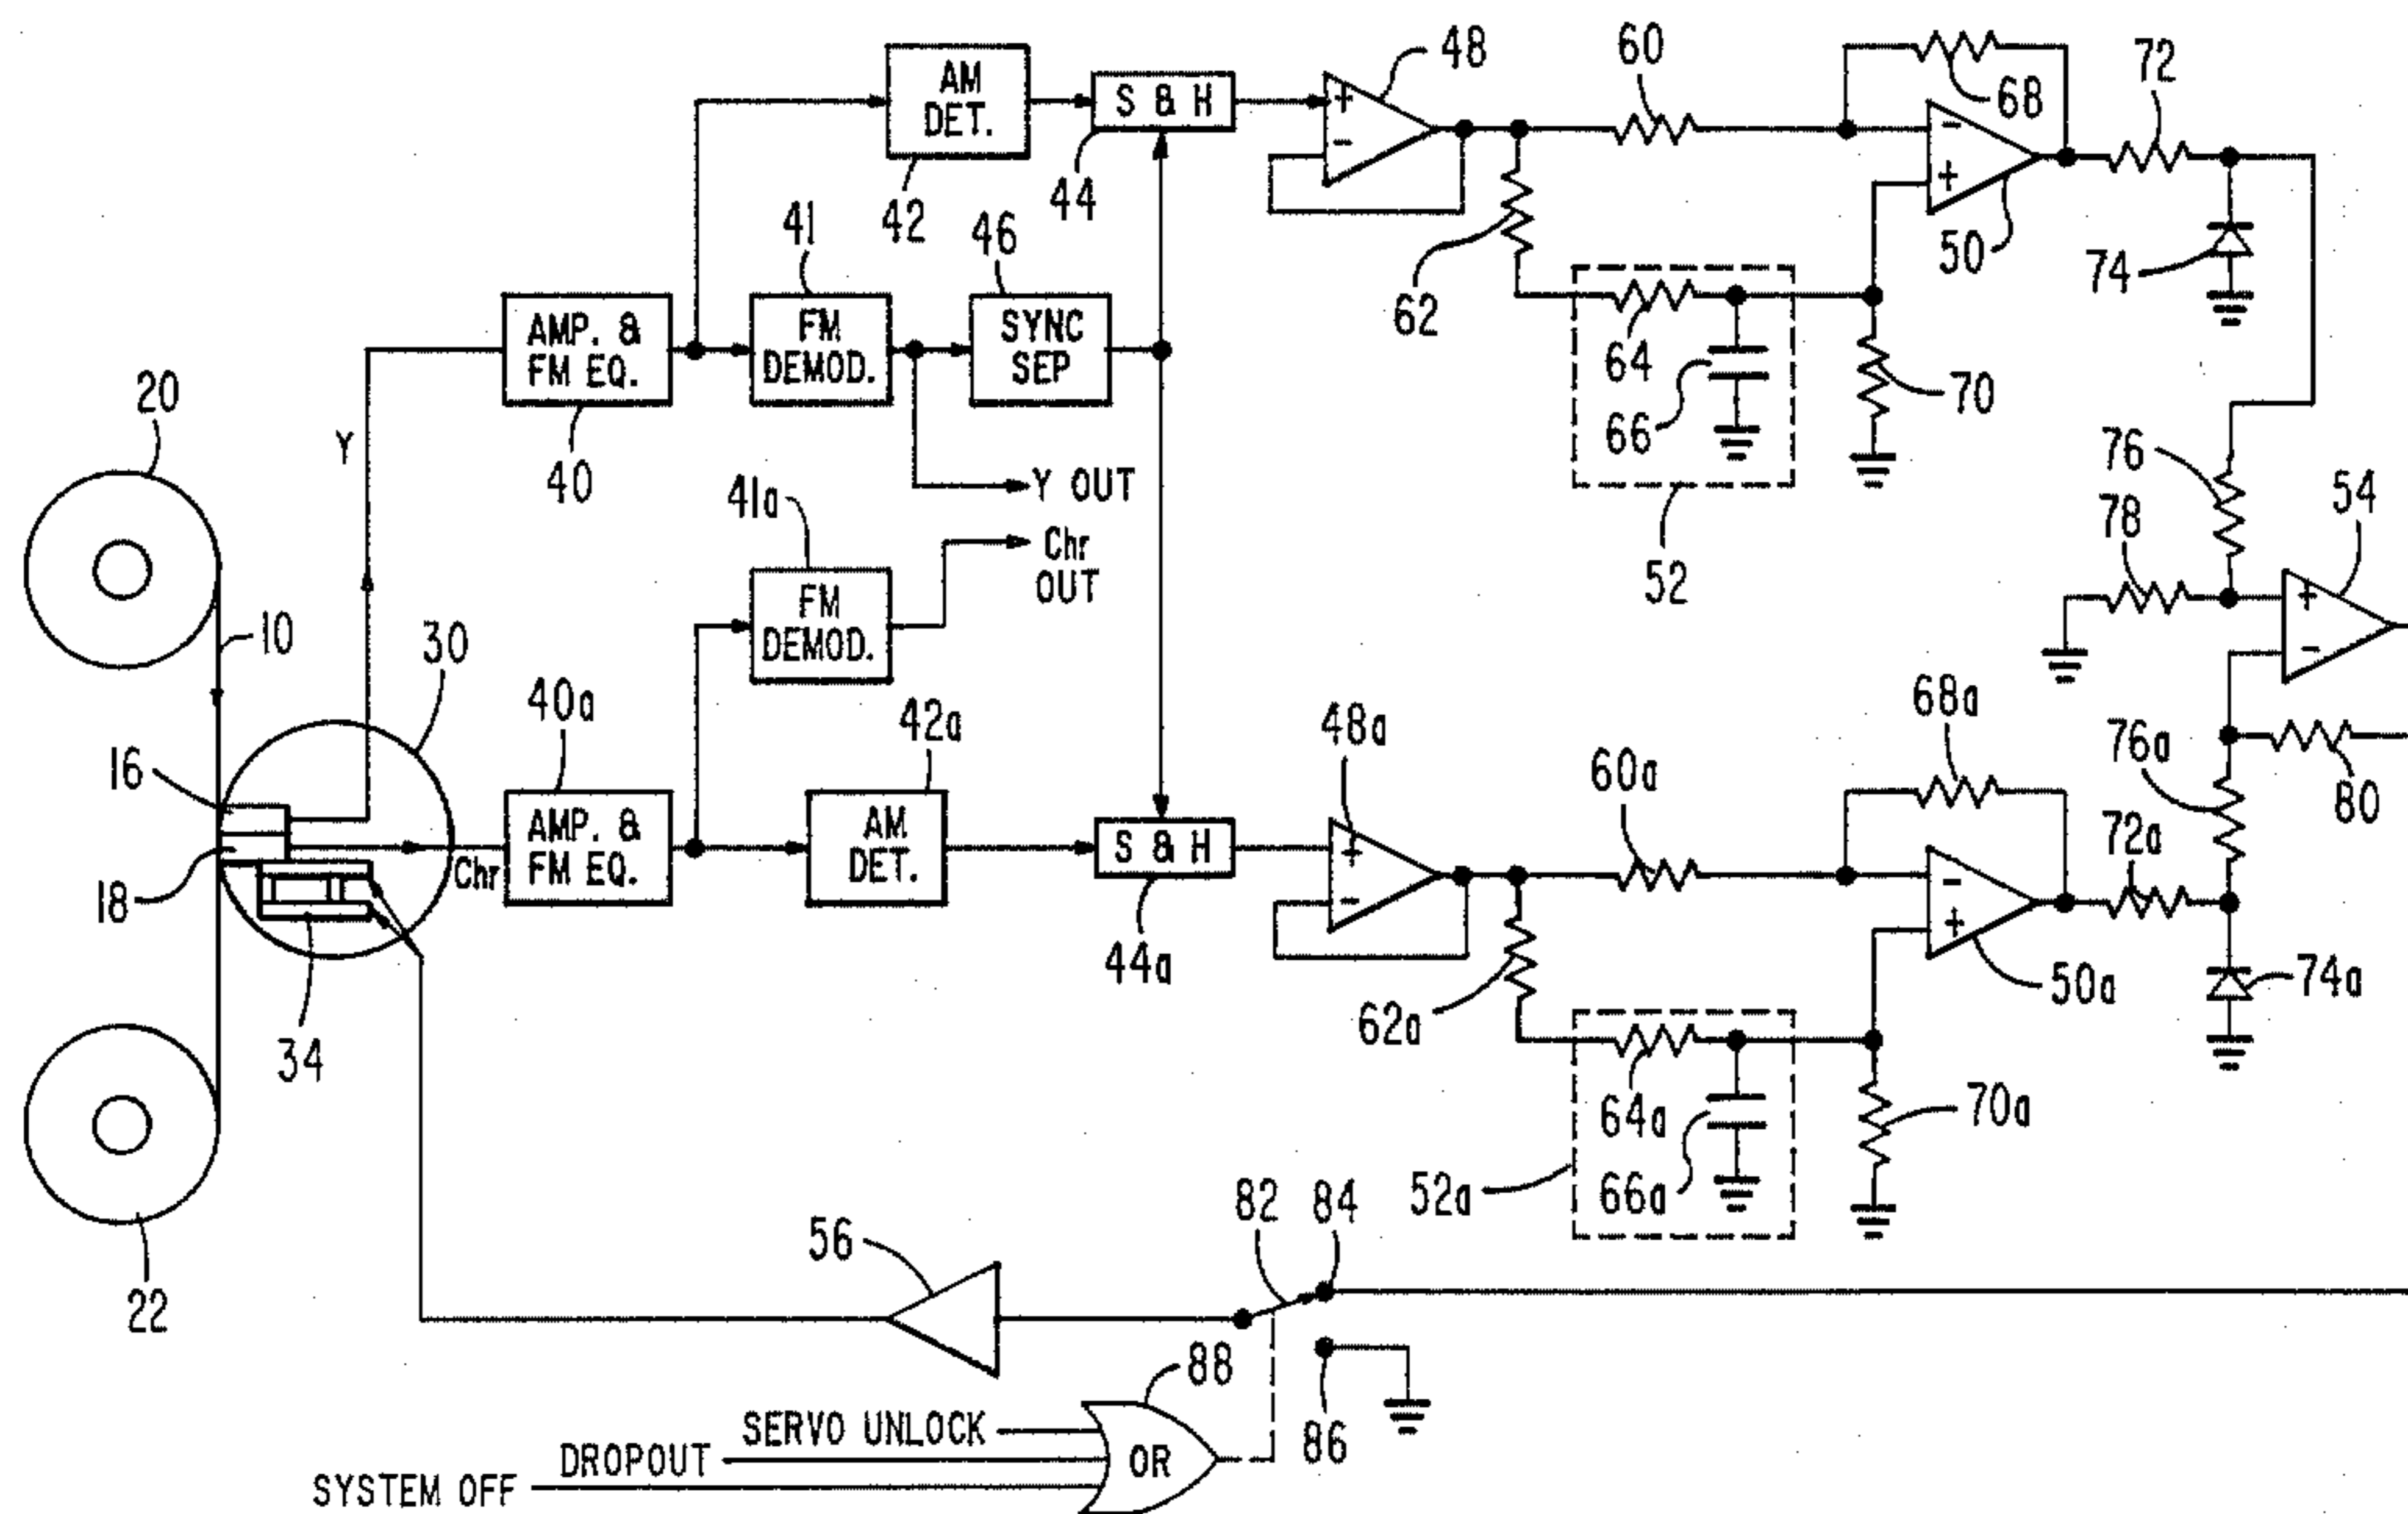 48
60
68
72
AM
DET.
42
S & H
44
+
-
-
+
50
62
64
66
52
70
74
41
46
AMP. &
FM EQ.
40
FM
DEMOD.
SYNC
SEP
Y
Y OUT
41a
FM
DEMOD.
Chr
OUT
20
10
30
16
18
34
22
76
78
54
+
-
80
76a
40a
AMP. &
FM EQ.
Chr
42a
AM
DET.
S & H
44a
48a
+
-
60a
68a
72a
-
+
50a
74a
62a
64a
66a
52a
70a
56
82
84
86
88
OR
SERVO UNLOCK
DROPOUT
SYSTEM OFF